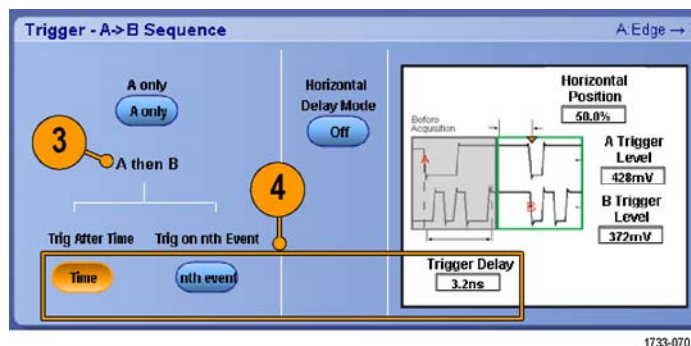 Trigger - A->B Sequence
A:Edge →
A only
A only
3
A then B
4
Trig After Time
Trig on nth Event
Time
nth event
Horizontal
Delay Mode
Off
Horizontal
Position
50.0%
Before
Acquisition
A
B
A Trigger
Level
428mV
B Trigger
Level
372mV
Trigger Delay
3.2ns
1733-070